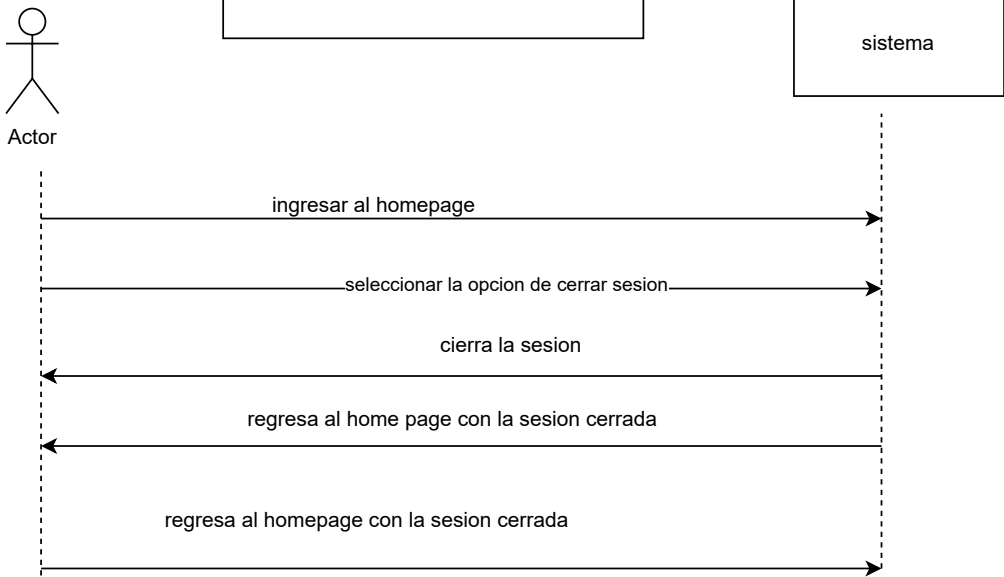 sistema
Actor
ingresar al homepage
seleccionar la opcion de cerrar sesion
cierra la sesion
regresa al home page con la sesion cerrada
regresa al homepage con la sesion cerrada